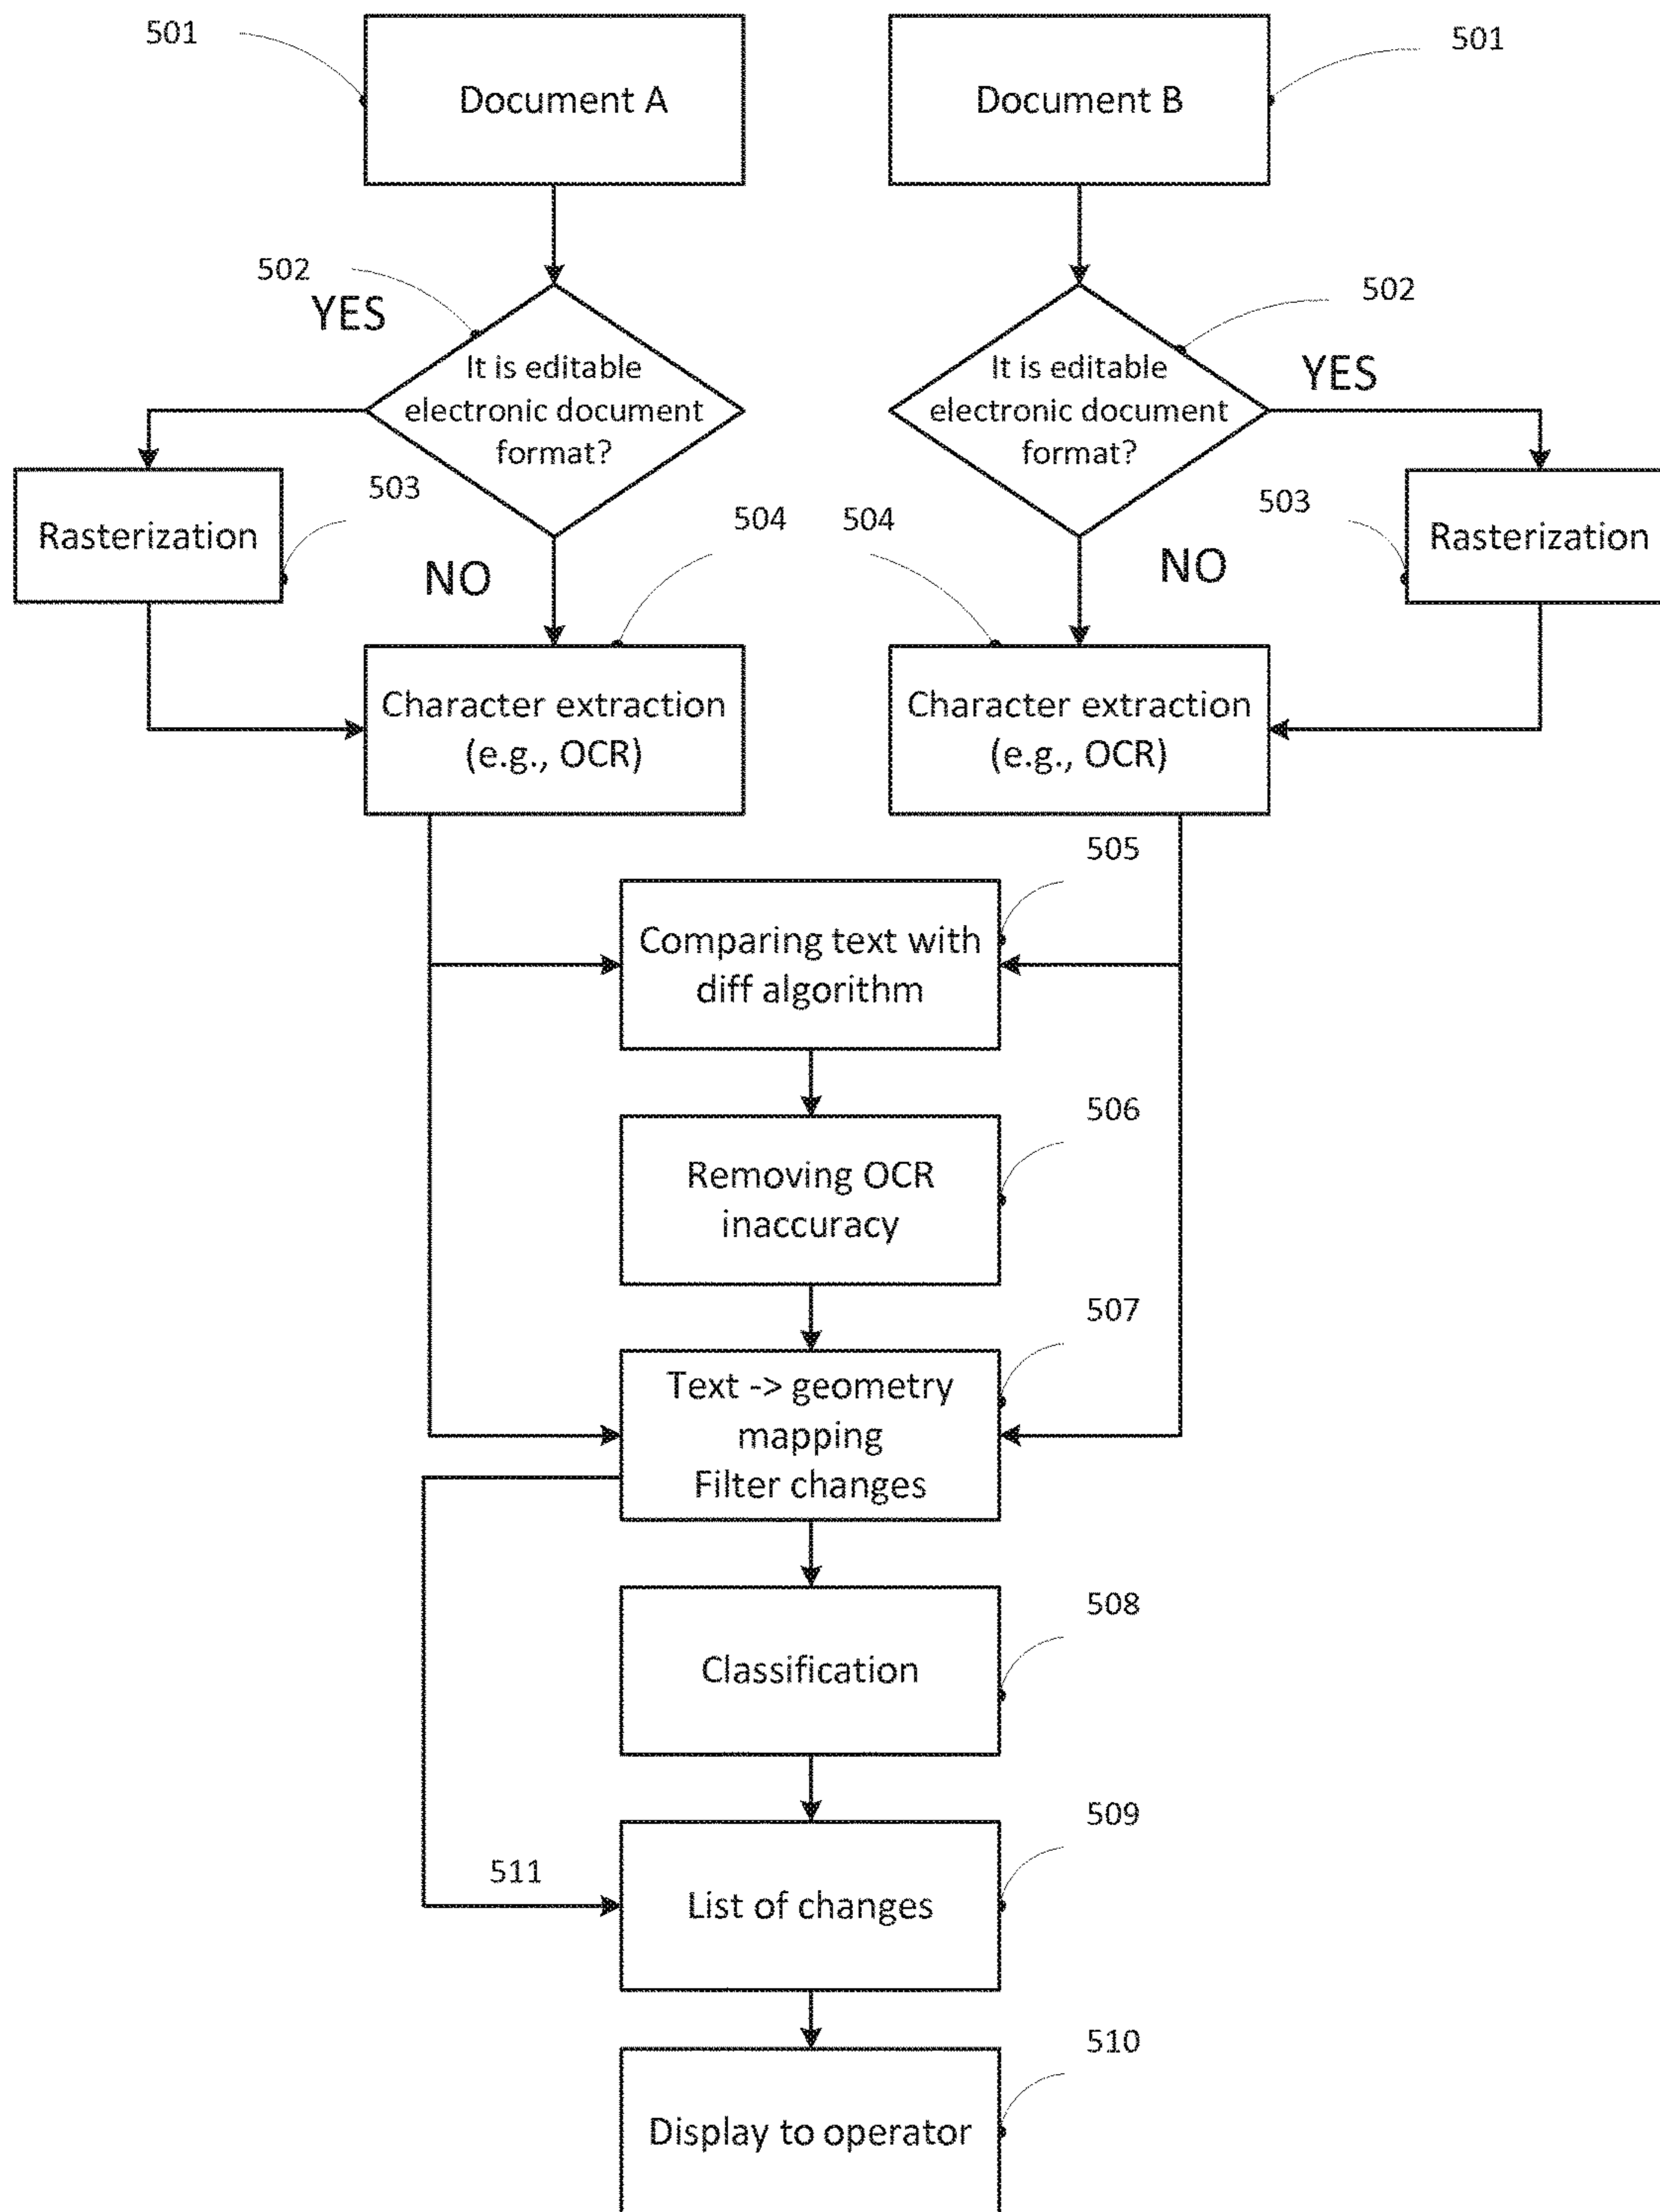 501
Document A
Document B
501
502
YES
It is editable
electronic document
format?
502
YES
It is editable
electronic document
format?
Rasterization
503
504
504
503
Rasterization
NO
NO
Character extraction
(e.g., OCR)
Character extraction
(e.g., OCR)
505
Comparing text with
diff algorithm
506
Removing OCR
inaccuracy
507
Text -> geometry
mapping
Filter changes
508
Classification
509
511
List of changes
510
Display to operator